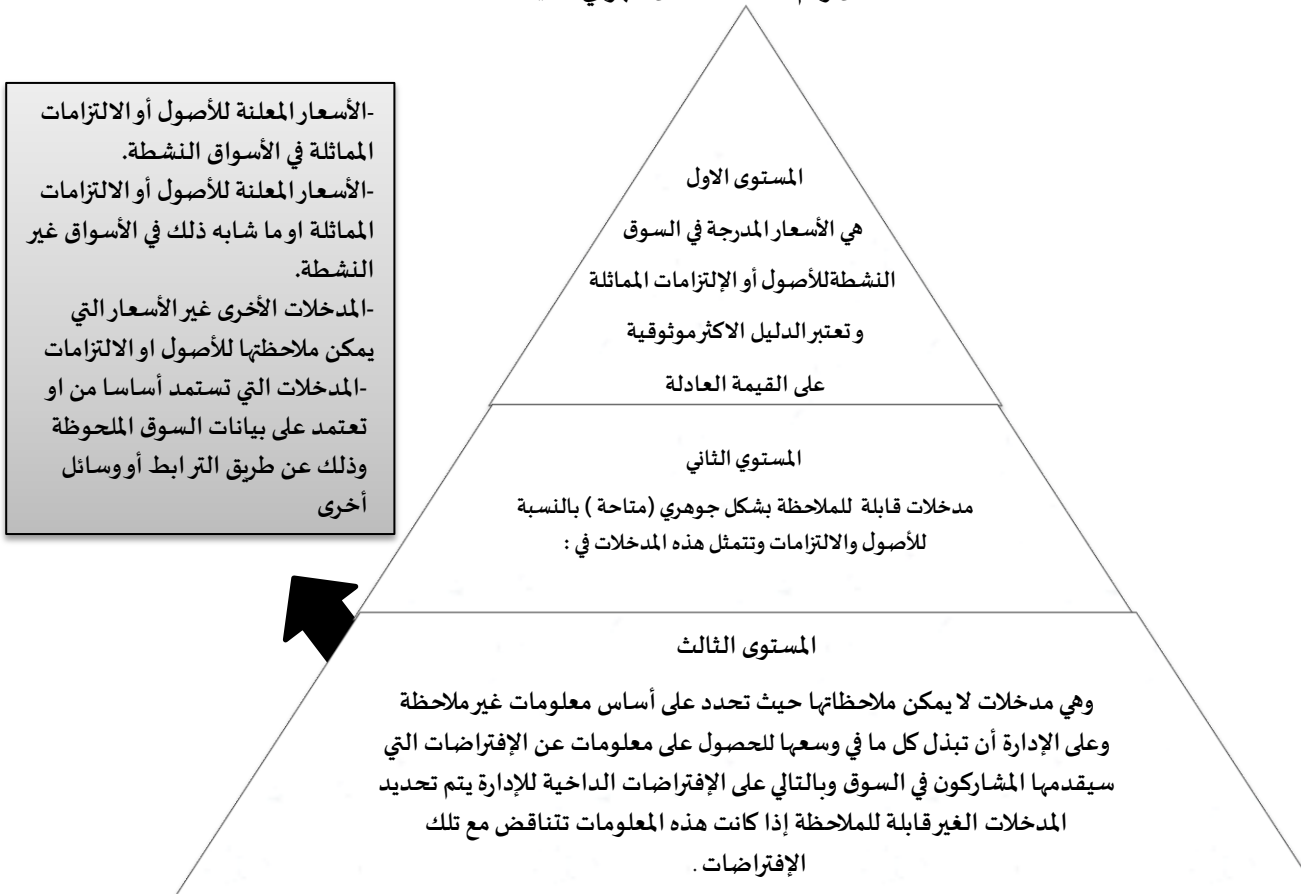 -الأسعار المعلنة للأصول أو الالتزامات
المماثلة في الأسواق النشطة.
-الأسعار المعلنة للأصول أو الالتزامات
المماثلة او ما شابه ذلك في الأسواق غير
النشطة.
-المدخلات الأخرى غير الأسعار التي
يمكن ملاحظتها للأصول او الالتزامات
-المدخلات التي تستمد أساسا من او
تعتمد على بيانات السوق الملحوظة
وذلك عن طريق الترابط أو وسائل
أخرى
المستوى الاول
هي الأسعار المدرجة في السوق
النشطةللأصول أو الإلتزامات المماثلة
و تعتبر الدليل الاكثر موثوقية
على القيمة العادلة
المستوي الثاني
مدخلات قابلة للملاحظة بشكل جوهري (متاحة ) بالنسبة
للأصول والالتزامات وتتمثل هذه المدخلات في :
المستوى الثالث
وهي مدخلات لا يمكن ملاحظاتها حيث تحدد على أساس معلومات غير ملاحظة
وعلى الإدارة أن تبذل كل ما في وسعها للحصول على معلومات عن الإفتراضات التي
سيقدمها المشاركون في السوق وبالتالي على الإفتراضات الداخية للإدارة يتم تحديد
المدخلات الغير قابلة للملاحظة إذا كانت هذه المعلومات تتناقض مع تلك
الإفتراضات .